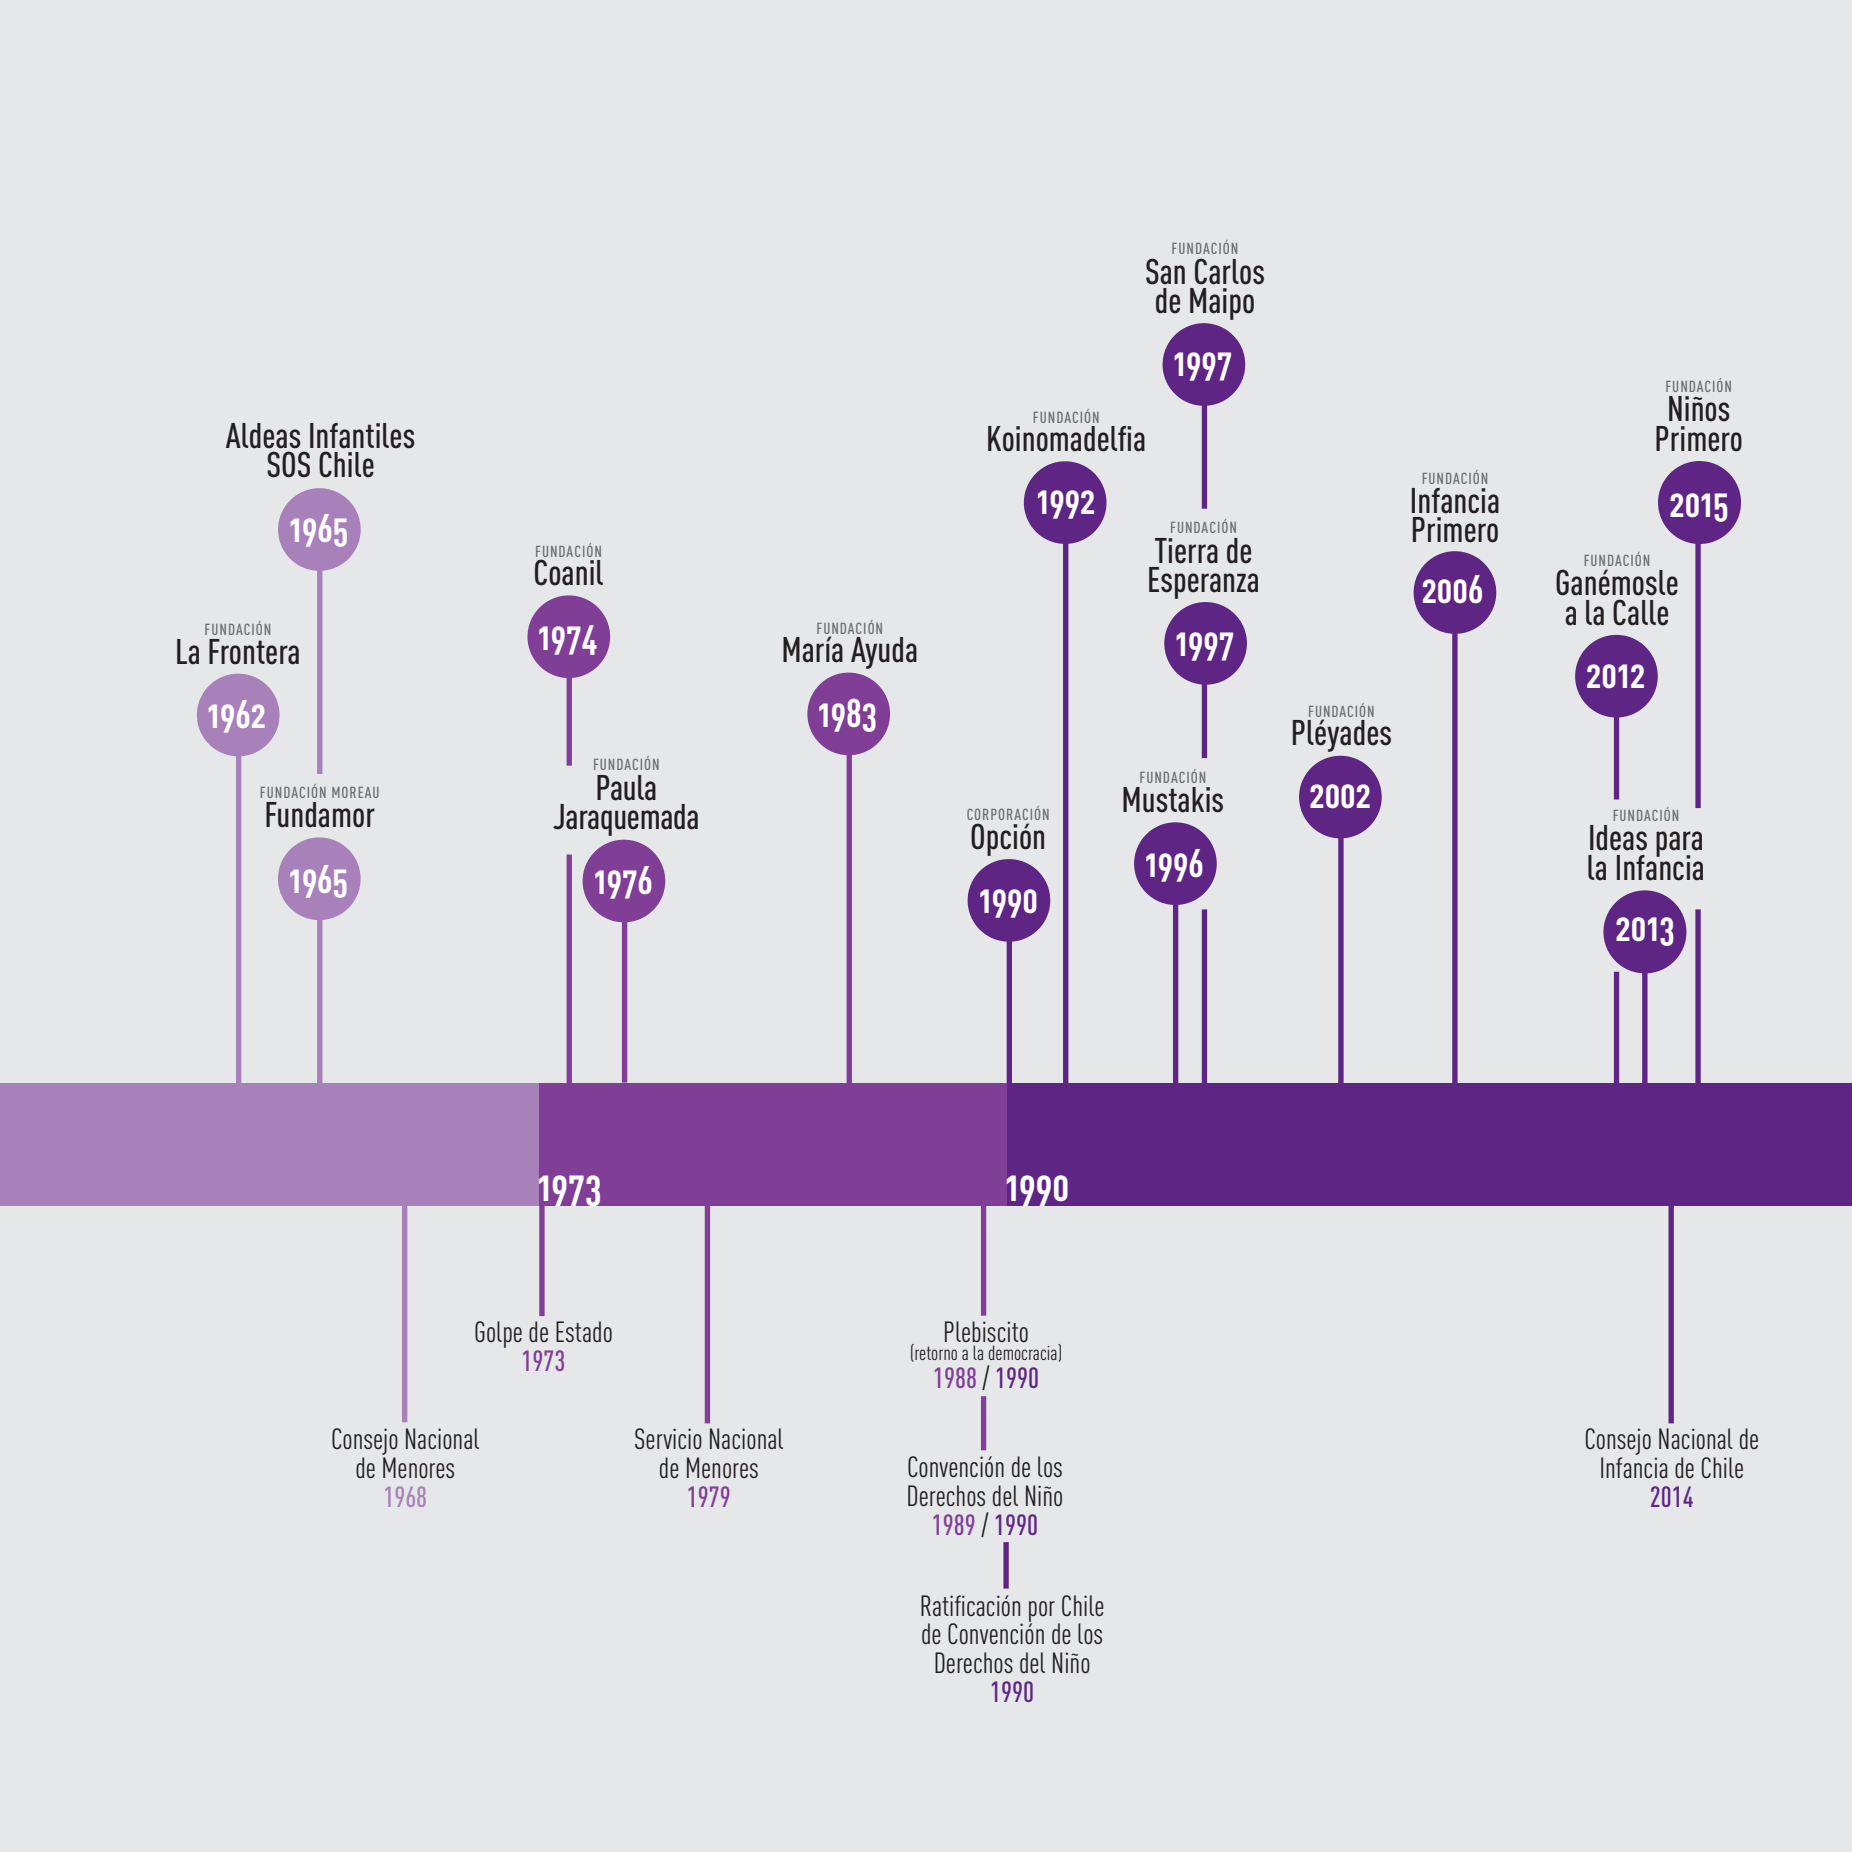 FUNDACIÓN
La Frontera
1962
Aldeas Infantiles
SOS Chile
1965
FUNDACIÓN MOREAU
Fundamor
1965
FUNDACIÓN
Coanil
1974
FUNDACIÓN
Paula
Jaraquemada
1976
FUNDACIÓN
María Ayuda
1983
CORPORACIÓN
Opción
1990
FUNDACIÓN
Koinomadelfia
1992
FUNDACIÓN
San Carlos
de Maipo
1997
FUNDACIÓN
Tierra de
Esperanza
1997
FUNDACIÓN
Mustakis
1996
FUNDACIÓN
Pléyades
2002
FUNDACIÓN
Infancia
Primero
2006
FUNDACIÓN
Ganémosle
a la Calle
2012
FUNDACIÓN
Niños
Primero
2015
FUNDACIÓN
Ideas para
la Infancia
2013
1973
1990
Consejo Nacional
de Menores
1968
Golpe de Estado
1973
Servicio Nacional
de Menores
1979
Plebiscito
(retorno a la democracia)
1988 / 1990
Convención de los
Derechos del Niño
1989 / 1990
Ratificación por Chile
de Convención de los
Derechos del Niño
1990
Consejo Nacional de
Infancia de Chile
2014